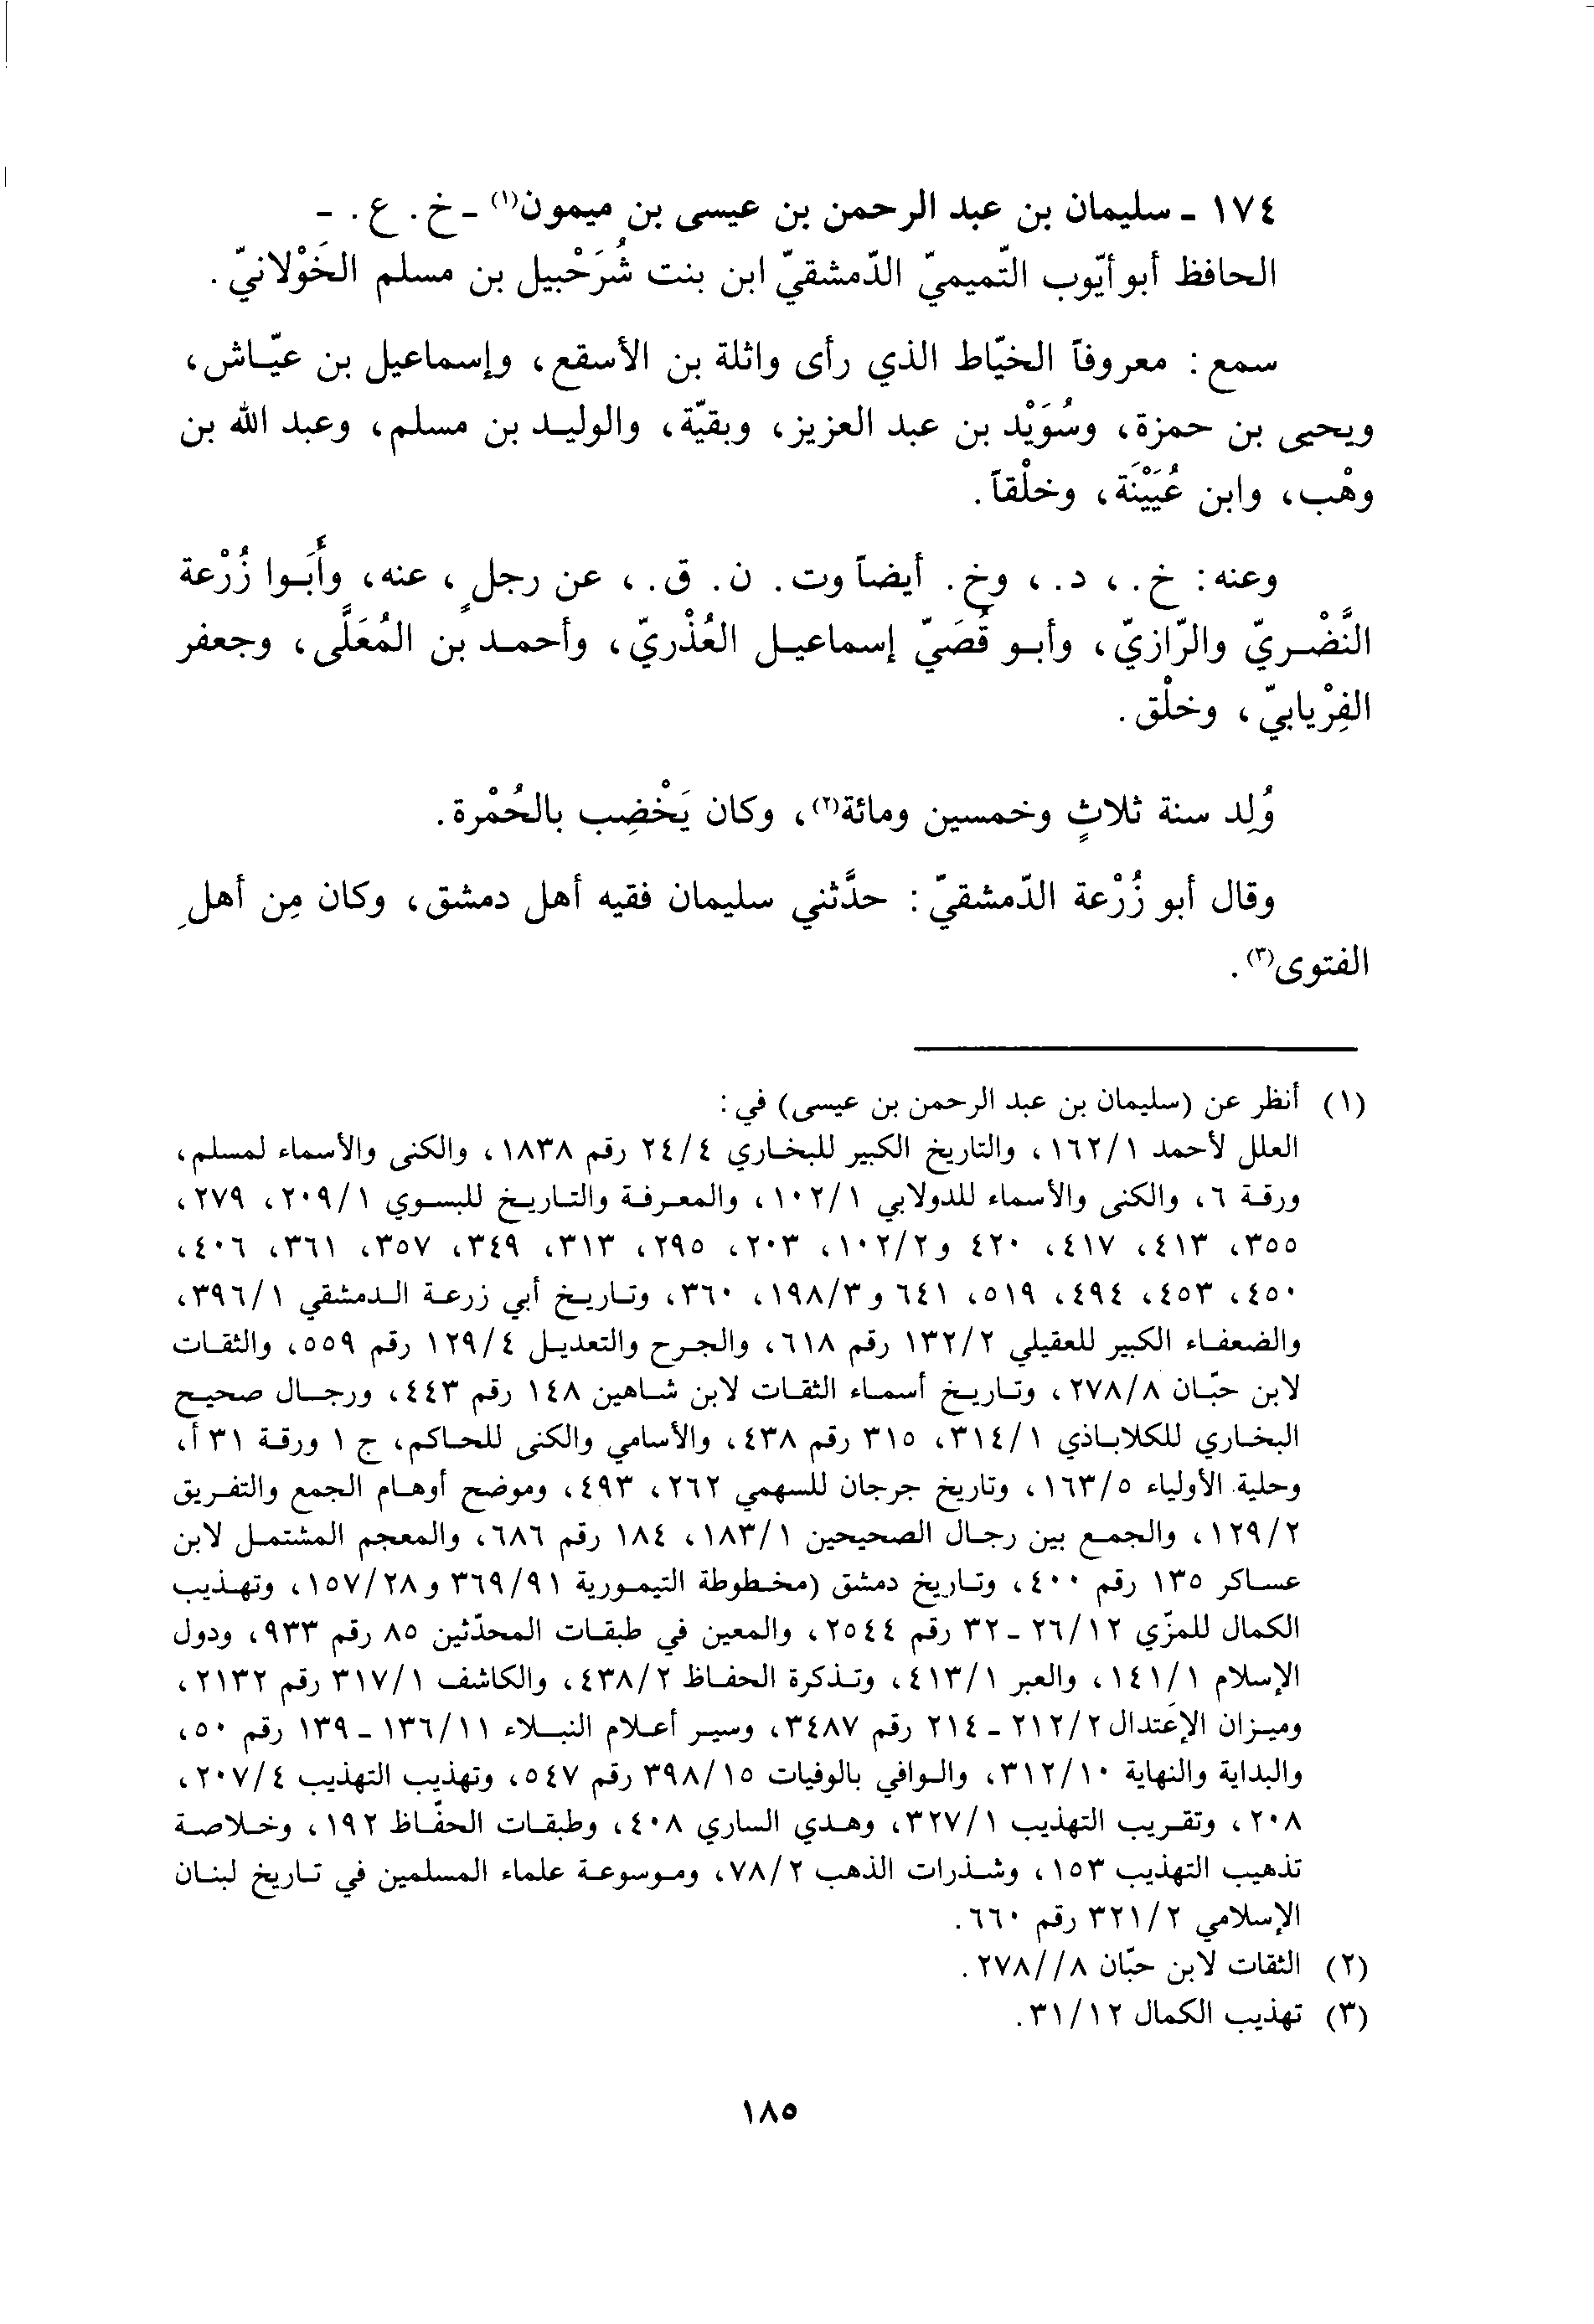 ١٧٤ - سليمان بن عبد الرحمن بن عيسى بن ميمون(١) - خ. ع. -
الحافظ أبو أيّوب التّميميّ الدّمشقيّ ابن بنت شُرَحْبيل بن مسلم الخَوْلانيّ.
سمع: معروفاً الخيّاط الذي رأى واثلة بن الأسقع، وإسماعيل بن عيّاش،
ويحيى بن حمزة، وسُوَيْد بن عبد العزيز، وبقيّة، والوليد بن مسلم، وعبد الله بن
وهْب، وابن عُيَيْنَة، وخلْقاً.
وعنه: خ.، د.، وخ. أيضاً وت. ن. ق.، عن رجلٍ، عنه، وأَبَوا زُرْعة
النَّضْريّ والرّازيّ، وأبو قُصَيّ إسماعيل العُذْريّ، وأحمد بن المُعَلَّى، وجعفر
الفِرْيابيّ، وخلْق.
وُلِد سنة ثلاثٍ وخمسين ومائة(٢)، وكان يَخْضِب بالحُمْرة.
وقال أبو زُرْعة الدّمشقيّ: حدَّثني سليمان فقيه أهل دمشق، وكان مِن أهلِ
الفتوى(٣).
(١) أنظر عن (سليمان بن عبد الرحمن بن عيسى) في:
العلل لأحمد ١/١٦٢، والتاريخ الكبير للبخاري ٤/٢٤ رقم ١٨٣٨، والكنى والأسماء لمسلم،
ورقة ٦، والكنى والأسماء للدولابي ١/١٠٢، والمعرفة والتاريخ للبسوي ١/٢٠٩، ٢٧٩،
٣٥٥، ٤١٣، ٤١٧، ٤٢٠ و٢/١٠٢، ٢٠٣، ٢٩٥، ٣١٣، ٣٤٩، ٣٥٧، ٣٦١، ٤٠٦،
٤٥٠، ٤٥٣، ٤٩٤، ٥١٩، ٦٤١ و٣/١٩٨، ٣٦٠، وتاريخ أبي زرعة الدمشقي ١/٣٩٦،
والضعفاء الكبير للعقيلي ٢/١٣٢ رقم ٦١٨، والجرح والتعديل ٤/١٢٩ رقم ٥٥٩، والثقات
لابن حبّان ٨/٢٧٨، وتاريخ أسماء الثقات لابن شاهين ١٤٨ رقم ٤٤٣، ورجال صحيح
البخاري للكلاباذي ١/٣١٤، ٣١٥ رقم ٤٣٨، والأسامي والكنى للحاكم، ج ١ ورقة ٣١ أ،
وحلية الأولياء ٥/١٦٣، وتاريخ جرجان للسهمي ٢٦٢، ٤٩٣، وموضح أوهام الجمع والتفريق
٢/١٢٩، والجمع بين رجال الصحيحين ١/١٨٣، ١٨٤ رقم ٦٨٦، والمعجم المشتمل لابن
عساكر ١٣٥ رقم ٤٠٠، وتاريخ دمشق (مخطوطة التيمورية ٩١/٣٦٩ و ٢٨/١٥٧، وتهذيب
الكمال للمزّي ١٢/٢٦ - ٣٢ رقم ٢٥٤٤، والمعين في طبقات المحدّثين ٨٥ رقم ٩٣٣، ودول
الإسلام ١/١٤١، والعبر ١/٤١٣، وتذكرة الحفاظ ٢/٤٣٨، والكاشف ١/٣١٧ رقم ٢١٣٢،
وميزان الإعتدال ٢/٢١٢ - ٢١٤ رقم ٣٤٨٧، وسير أعلام النبلاء ١١/١٣٦ - ١٣٩ رقم ٥٠،
والبداية والنهاية ١٠/٣١٢، والوافي بالوفيات ١٥/٣٩٨ رقم ٥٤٧، وتهذيب التهذيب ٤/٢٠٧،
٢٠٨، وتقريب التهذيب ١/٣٢٧، وهدي الساري ٤٠٨، وطبقات الحفّاظ ١٩٢، وخلاصة
تذهيب التهذيب ١٥٣، وشذرات الذهب ٢/٧٨، وموسوعة علماء المسلمين في تاريخ لبنان
الإسلامي ٢/٣٢١ رقم ٦٦٠.
(٢) الثقات لابن حبّان ٨//٢٧٨.
(٣) تهذيب الكمال ١٢/٣١.
١٨٥